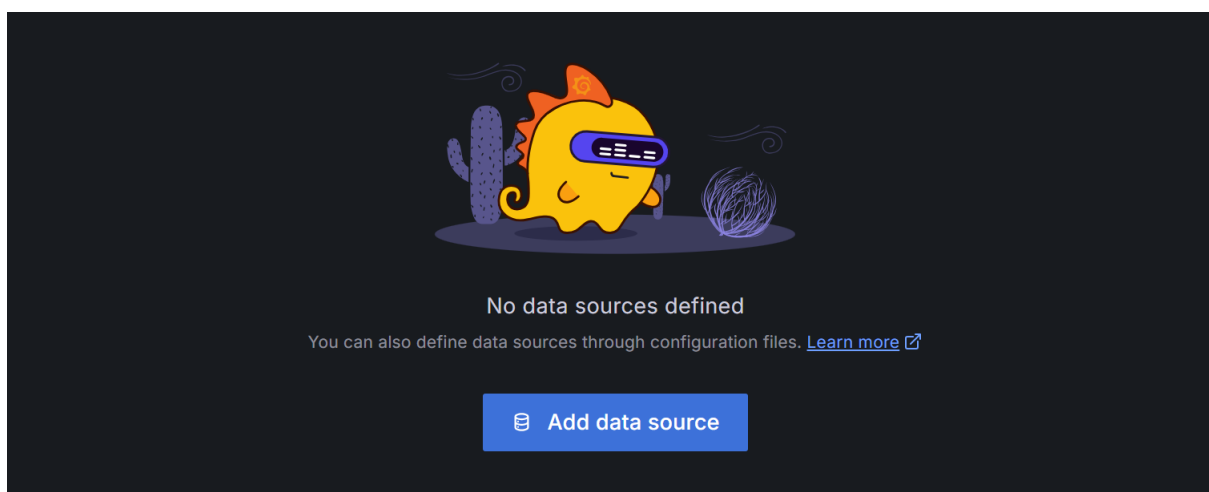 No data sources defined
You can also define data sources through configuration files. Learn more
Add data source